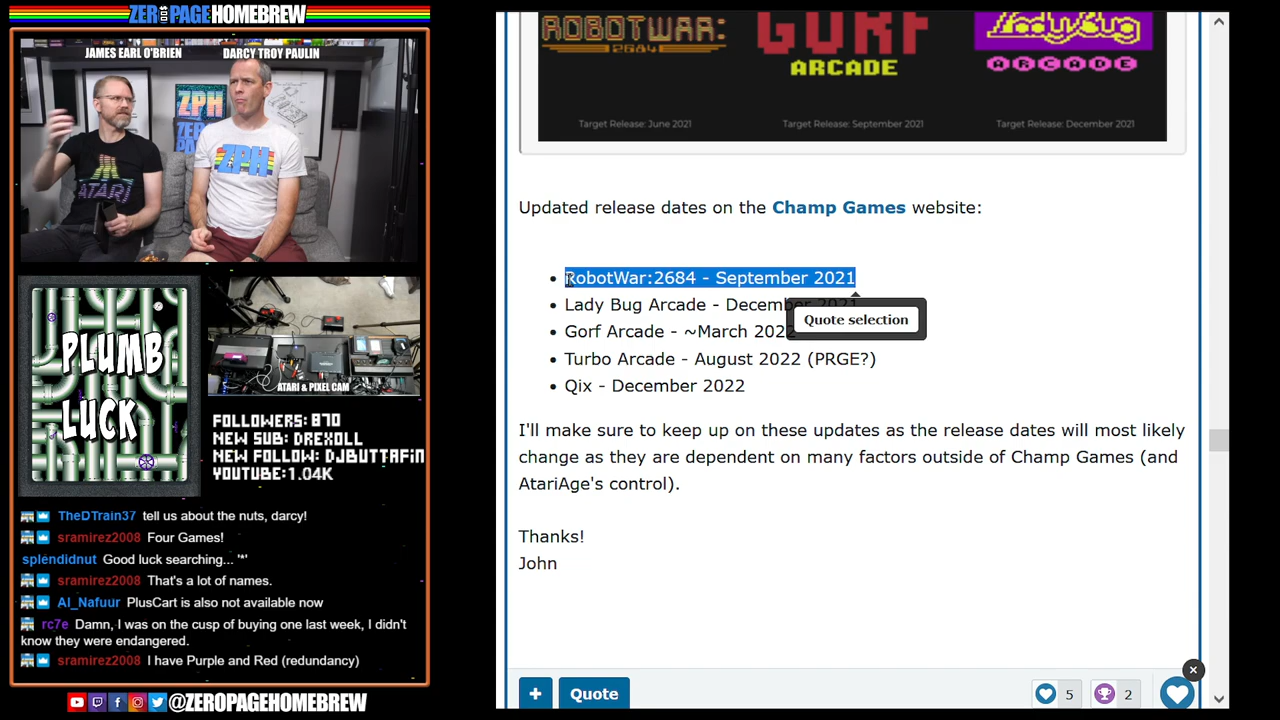 ZERO PAGE HOMEBREW
JAMES EARL O'BRIEN
DARCY TROY PAULIN
ZPH
ATARI
ZPH
PLUMB
LUCK
ATARI & PIXEL CAM
FOLLOWERS: 870
NEW SUB: DREXOLL
NEW FOLLOW: DJBUTTAFIN
YOUTUBE:1.04K
TheDTrain37 tell us about the nuts, darcy!
sramirez2008 Four Games!
splendidnut Good luck searching... '*'
sramirez2008 That's a lot of names.
Al_Nafuur PlusCart is also not available now
rc7e Damn, I was on the cusp of buying one last week, I didn't
know they were endangered.
sramirez2008 I have Purple and Red (redundancy)
@ZEROPAGEHOMEBREW
ROBOTWAR:
2684
GORF
ARCADE
LadyBug
ARCADE
Target Release: June 2021
Target Release: September 2021
Target Release: December 2021
Updated release dates on the Champ Games website:
• RobotWar:2684 - September 2021
• Lady Bug Arcade - December 2021
Quote selection
• Gorf Arcade - ~March 2022
• Turbo Arcade - August 2022 (PRGE?)
• Qix - December 2022
I'll make sure to keep up on these updates as the release dates will most likely
change as they are dependent on many factors outside of Champ Games (and
AtariAge's control).
Thanks!
John
+ Quote
5
2